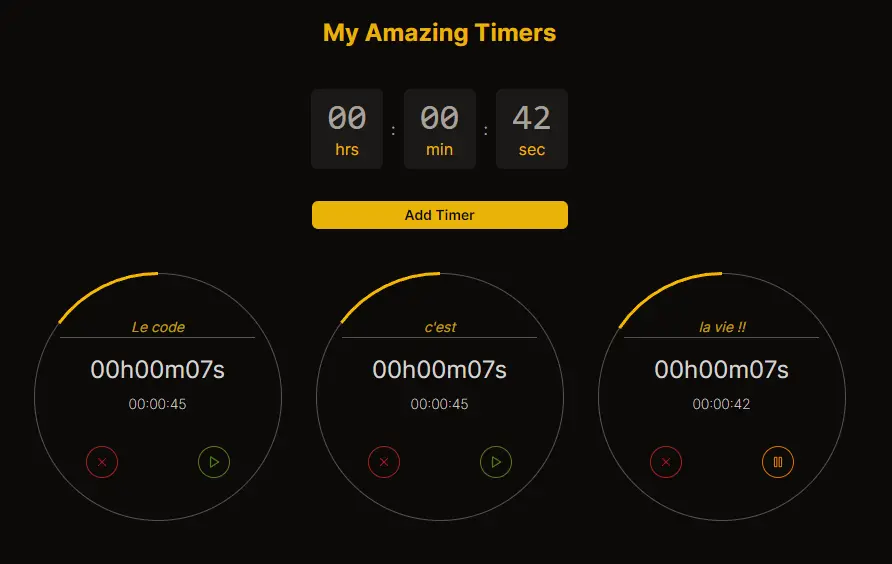 My Amazing Timers
00 : 00 : 42
hrs min sec
Add Timer
Le code
00h00m07s
00:00:45
c'est
00h00m07s
00:00:45
la vie !!
00h00m07s
00:00:42